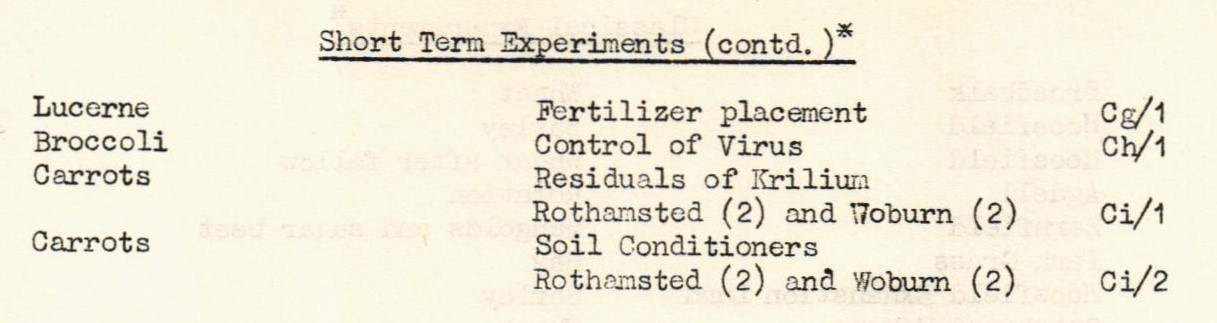 Short Term Experiments (contd.)*
Lucerne Fertilizer placement Cg/1
Broccoli Control of Virus Ch/1
Carrots Residuals of Krilium
Rothamsted (2) and Woburn (2) Ci/1
Carrots Soil Conditioners
Rothamsted (2) and Woburn (2) Ci/2